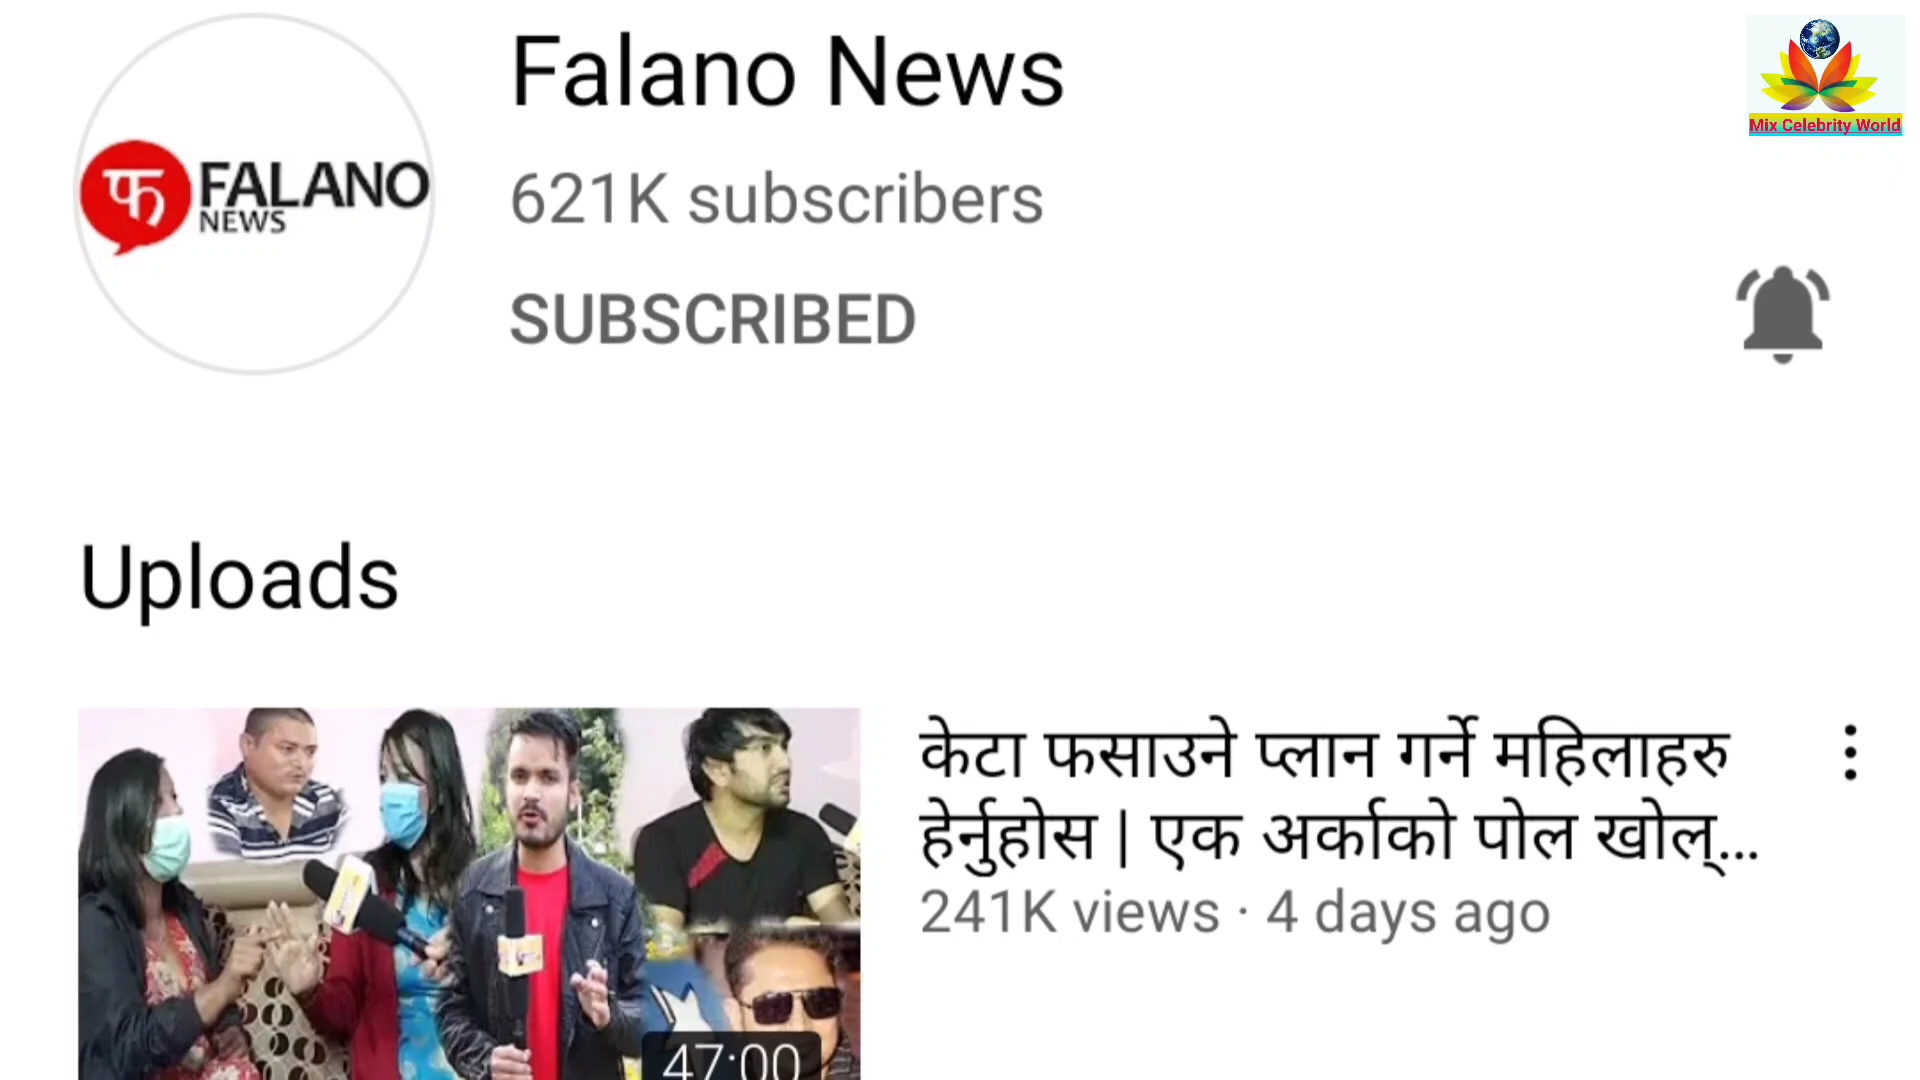 Falano News
Mix Celebrity World
621K subscribers
फ FALANO
NEWS
SUBSCRIBED
Uploads
केटा फसाउने प्लान गर्ने महिलाहरु
हेर्नुहोस | एक अर्काको पोल खोल्...
241K views · 4 days ago
47:00